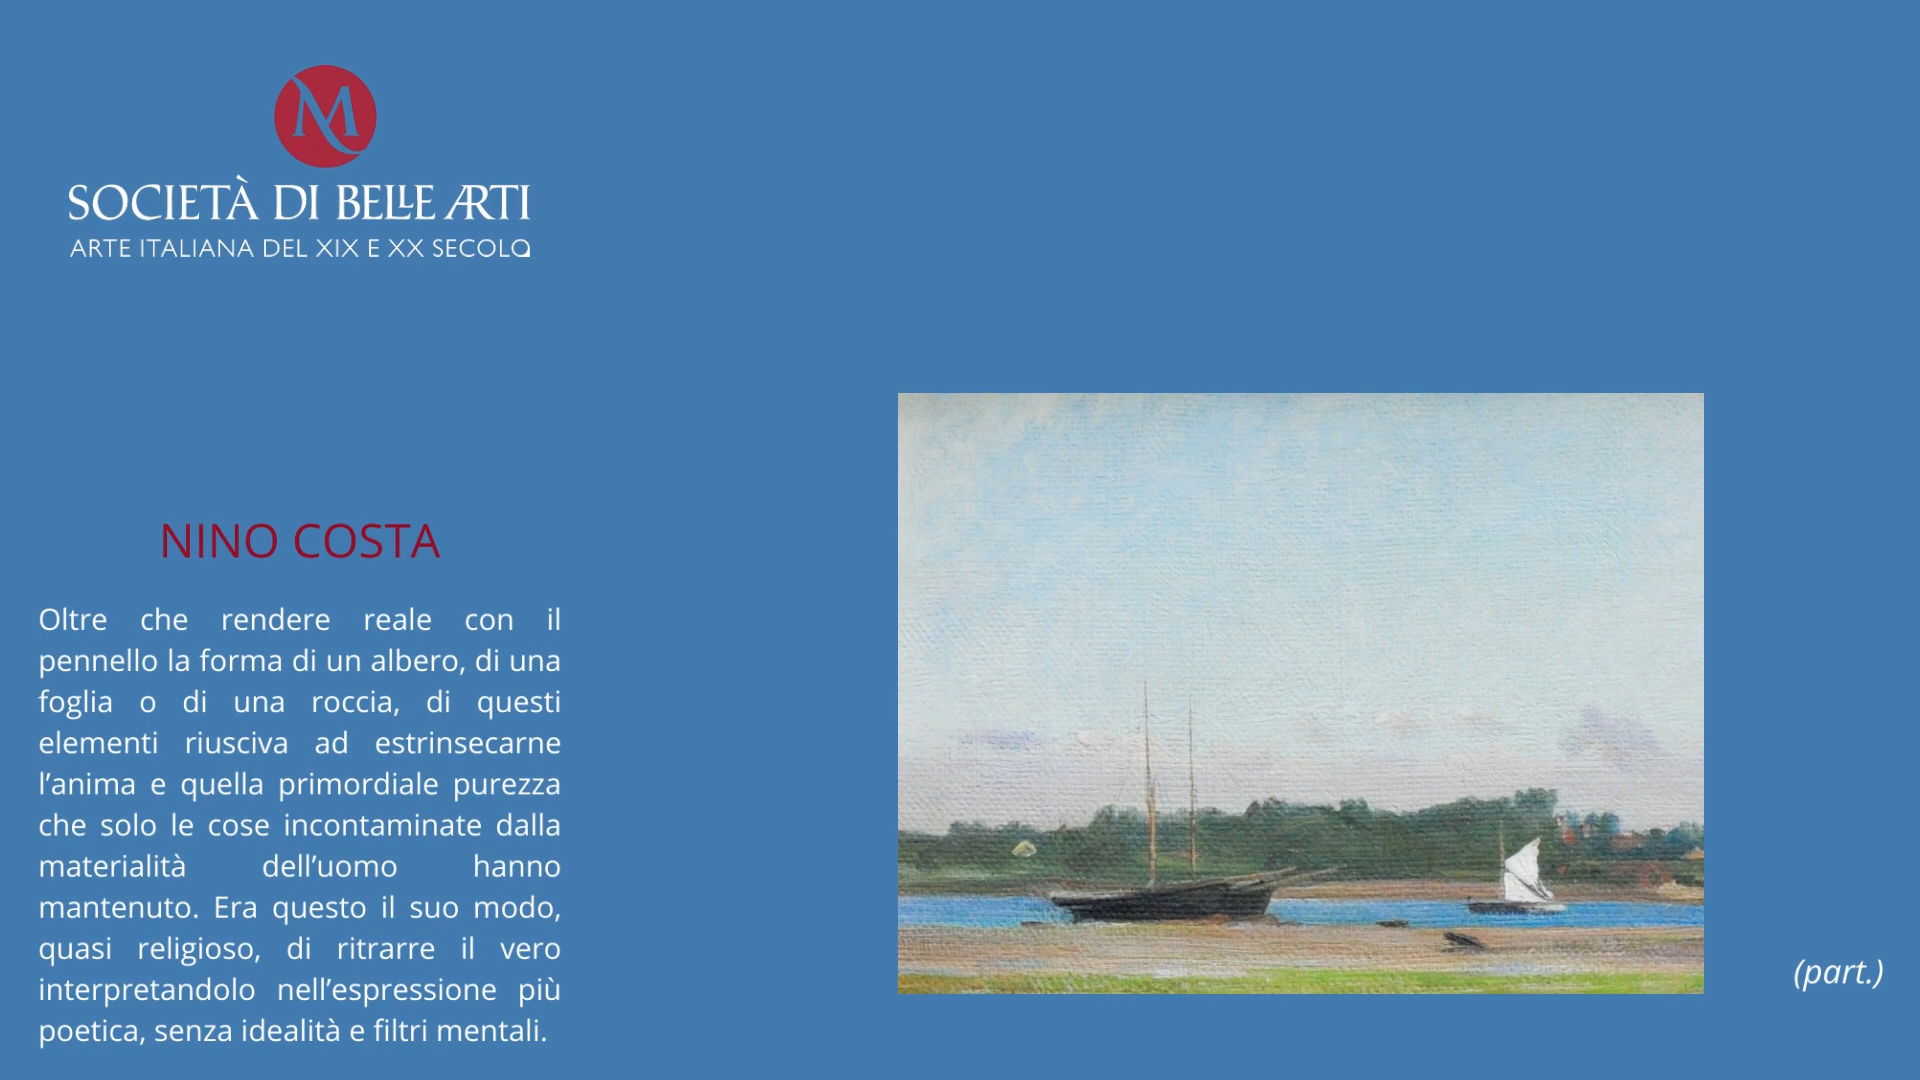 M
SOCIETÀ DI BELLE ARTI
ARTE ITALIANA DEL XIX E XX SECOLO
NINO COSTA
Oltre che rendere reale con il
pennello la forma di un albero, di una
foglia o di una roccia, di questi
elementi riusciva ad estrinsecarne
l’anima e quella primordiale purezza
che solo le cose incontaminate dalla
materialità dell’uomo hanno
mantenuto. Era questo il suo modo,
quasi religioso, di ritrarre il vero
interpretandolo nell’espressione più
poetica, senza idealità e filtri mentali.
(part.)